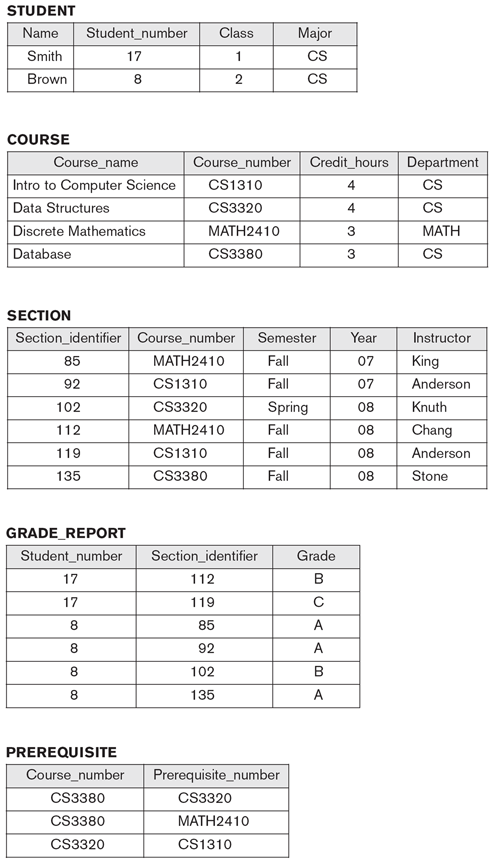 STUDENT
Name Student_number Class Major
Smith 17 1 CS
Brown 8 2 CS
COURSE
Course_name Course_number Credit_hours Department
Intro to Computer Science CS1310 4 CS
Data Structures CS3320 4 CS
Discrete Mathematics MATH2410 3 MATH
Database CS3380 3 CS
SECTION
Section_identifier Course_number Semester Year Instructor
85 MATH2410 Fall 07 King
92 CS1310 Fall 07 Anderson
102 CS3320 Spring 08 Knuth
112 MATH2410 Fall 08 Chang
119 CS1310 Fall 08 Anderson
135 CS3380 Fall 08 Stone
GRADE_REPORT
Student_number Section_identifier Grade
17 112 B
17 119 C
8 85 A
8 92 A
8 102 B
8 135 A
PREREQUISITE
Course_number Prerequisite_number
CS3380 CS3320
CS3380 MATH2410
CS3320 CS1310